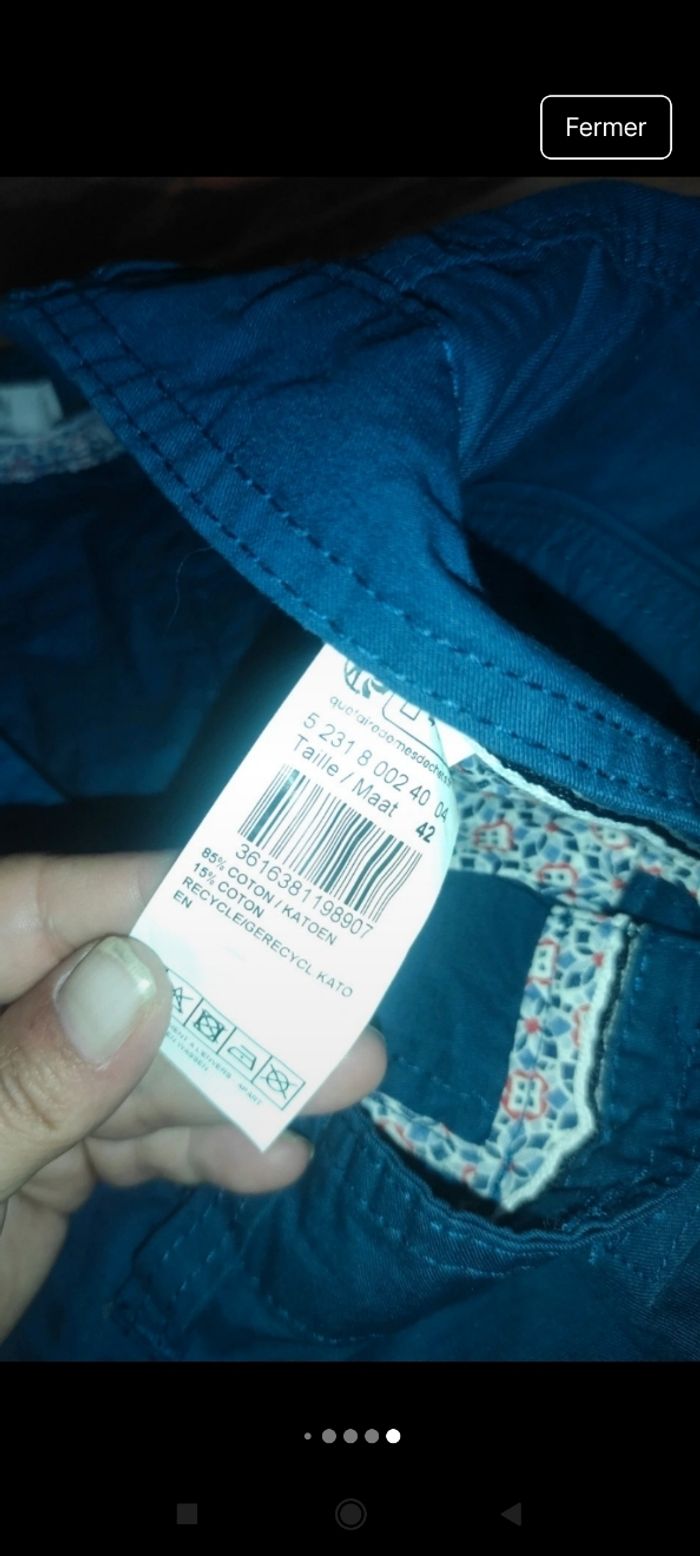 Fermer
quefairedemesdechets
5 231 8 002 40 04
Taille / Maat 42
3616381198907
85% COTON / KATOEN
15% COTON
RECYCLE/GERECYCL KATO
EN